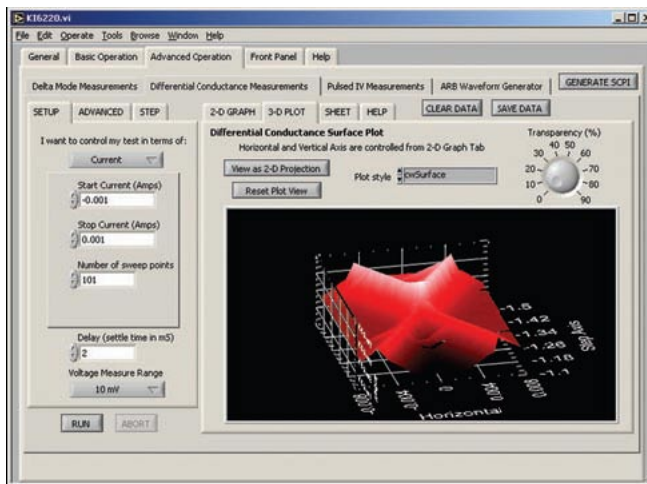 KI6220.vi
File Edit Operate Tools Browse Window Help
General Basic Operation Advanced Operation Front Panel Help
Delta Mode Measurements Differential Conductance Measurements Pulsed IV Measurements ARB Waveform Generator GENERATE SCPI
SETUP ADVANCED STEP
I want to control my test in terms of:
Current
Start Current (Amps)
-0.001
Stop Current (Amps)
0.001
Number of sweep points
101
Delay (settle time in mS)
2
Voltage Measure Range
10 mV
RUN ABORT
2-D GRAPH 3-D PLOT SHEET HELP CLEAR DATA SAVE DATA
Differential Conductance Surface Plot
Horizontal and Vertical Axis are controlled from 2-D Graph Tab
View as 2-D Projection
Reset Plot View
Plot style cwSurface
Transparency (%)
0 10 20 30 40 50 60 70 80 90
-1.5
-1.42
-1.34
-1.26
-1.18
-1.1
Step Axis
0
Horizontal